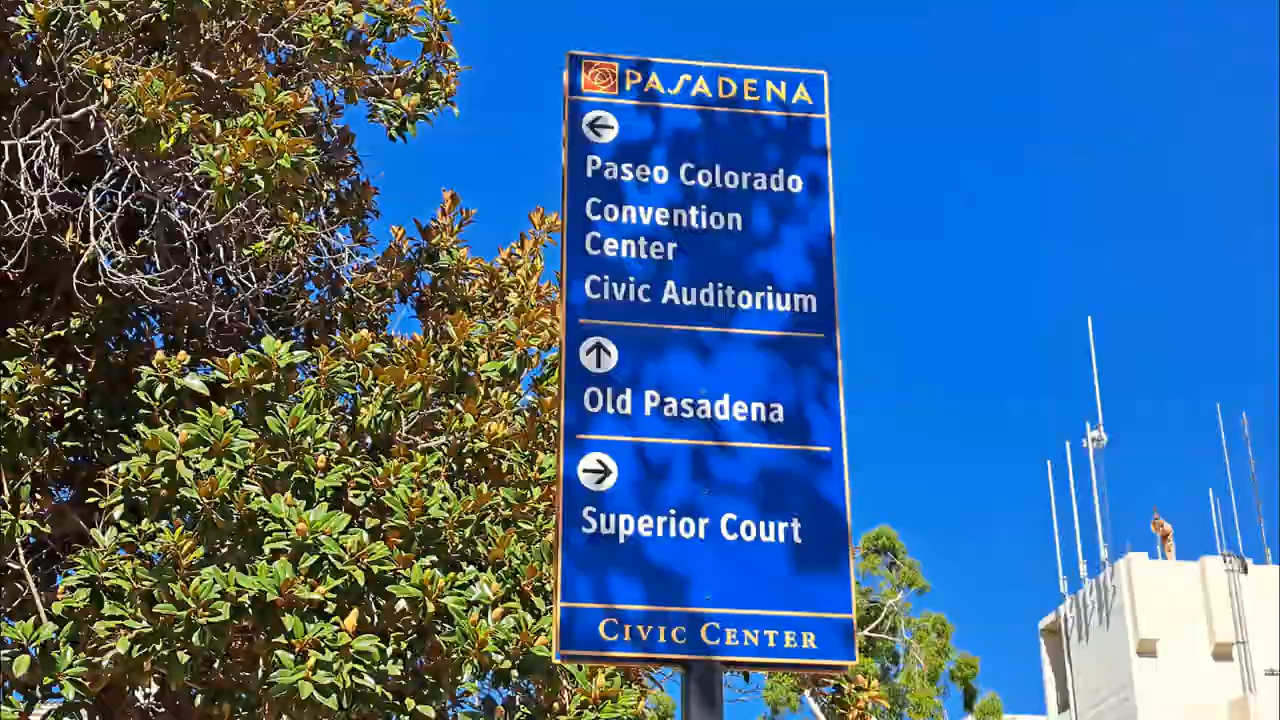 PASADENA
Paseo Colorado
Convention
Center
Civic Auditorium
Old Pasadena
Superior Court
CIVIC CENTER